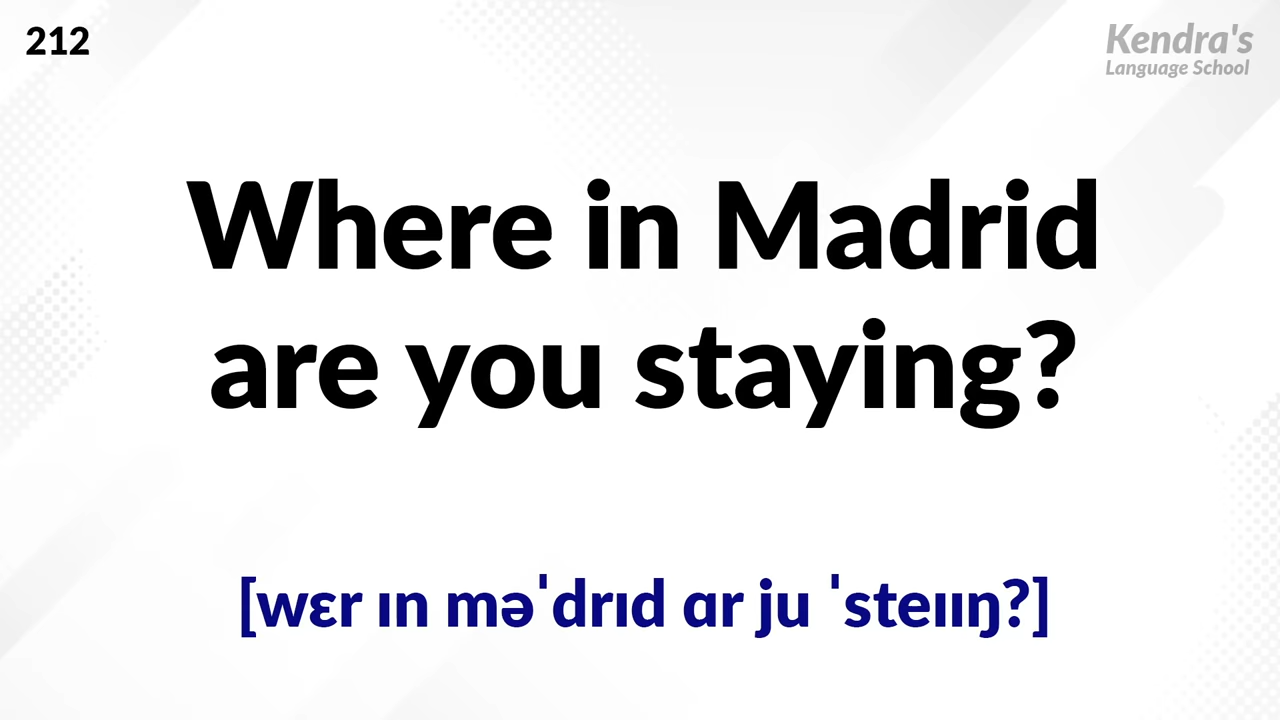 212
Kendra's
Language School
Where in Madrid
are you staying?
[wɛr ɪn məˈdrɪd ɑr ju ˈsteɪɪŋ?]